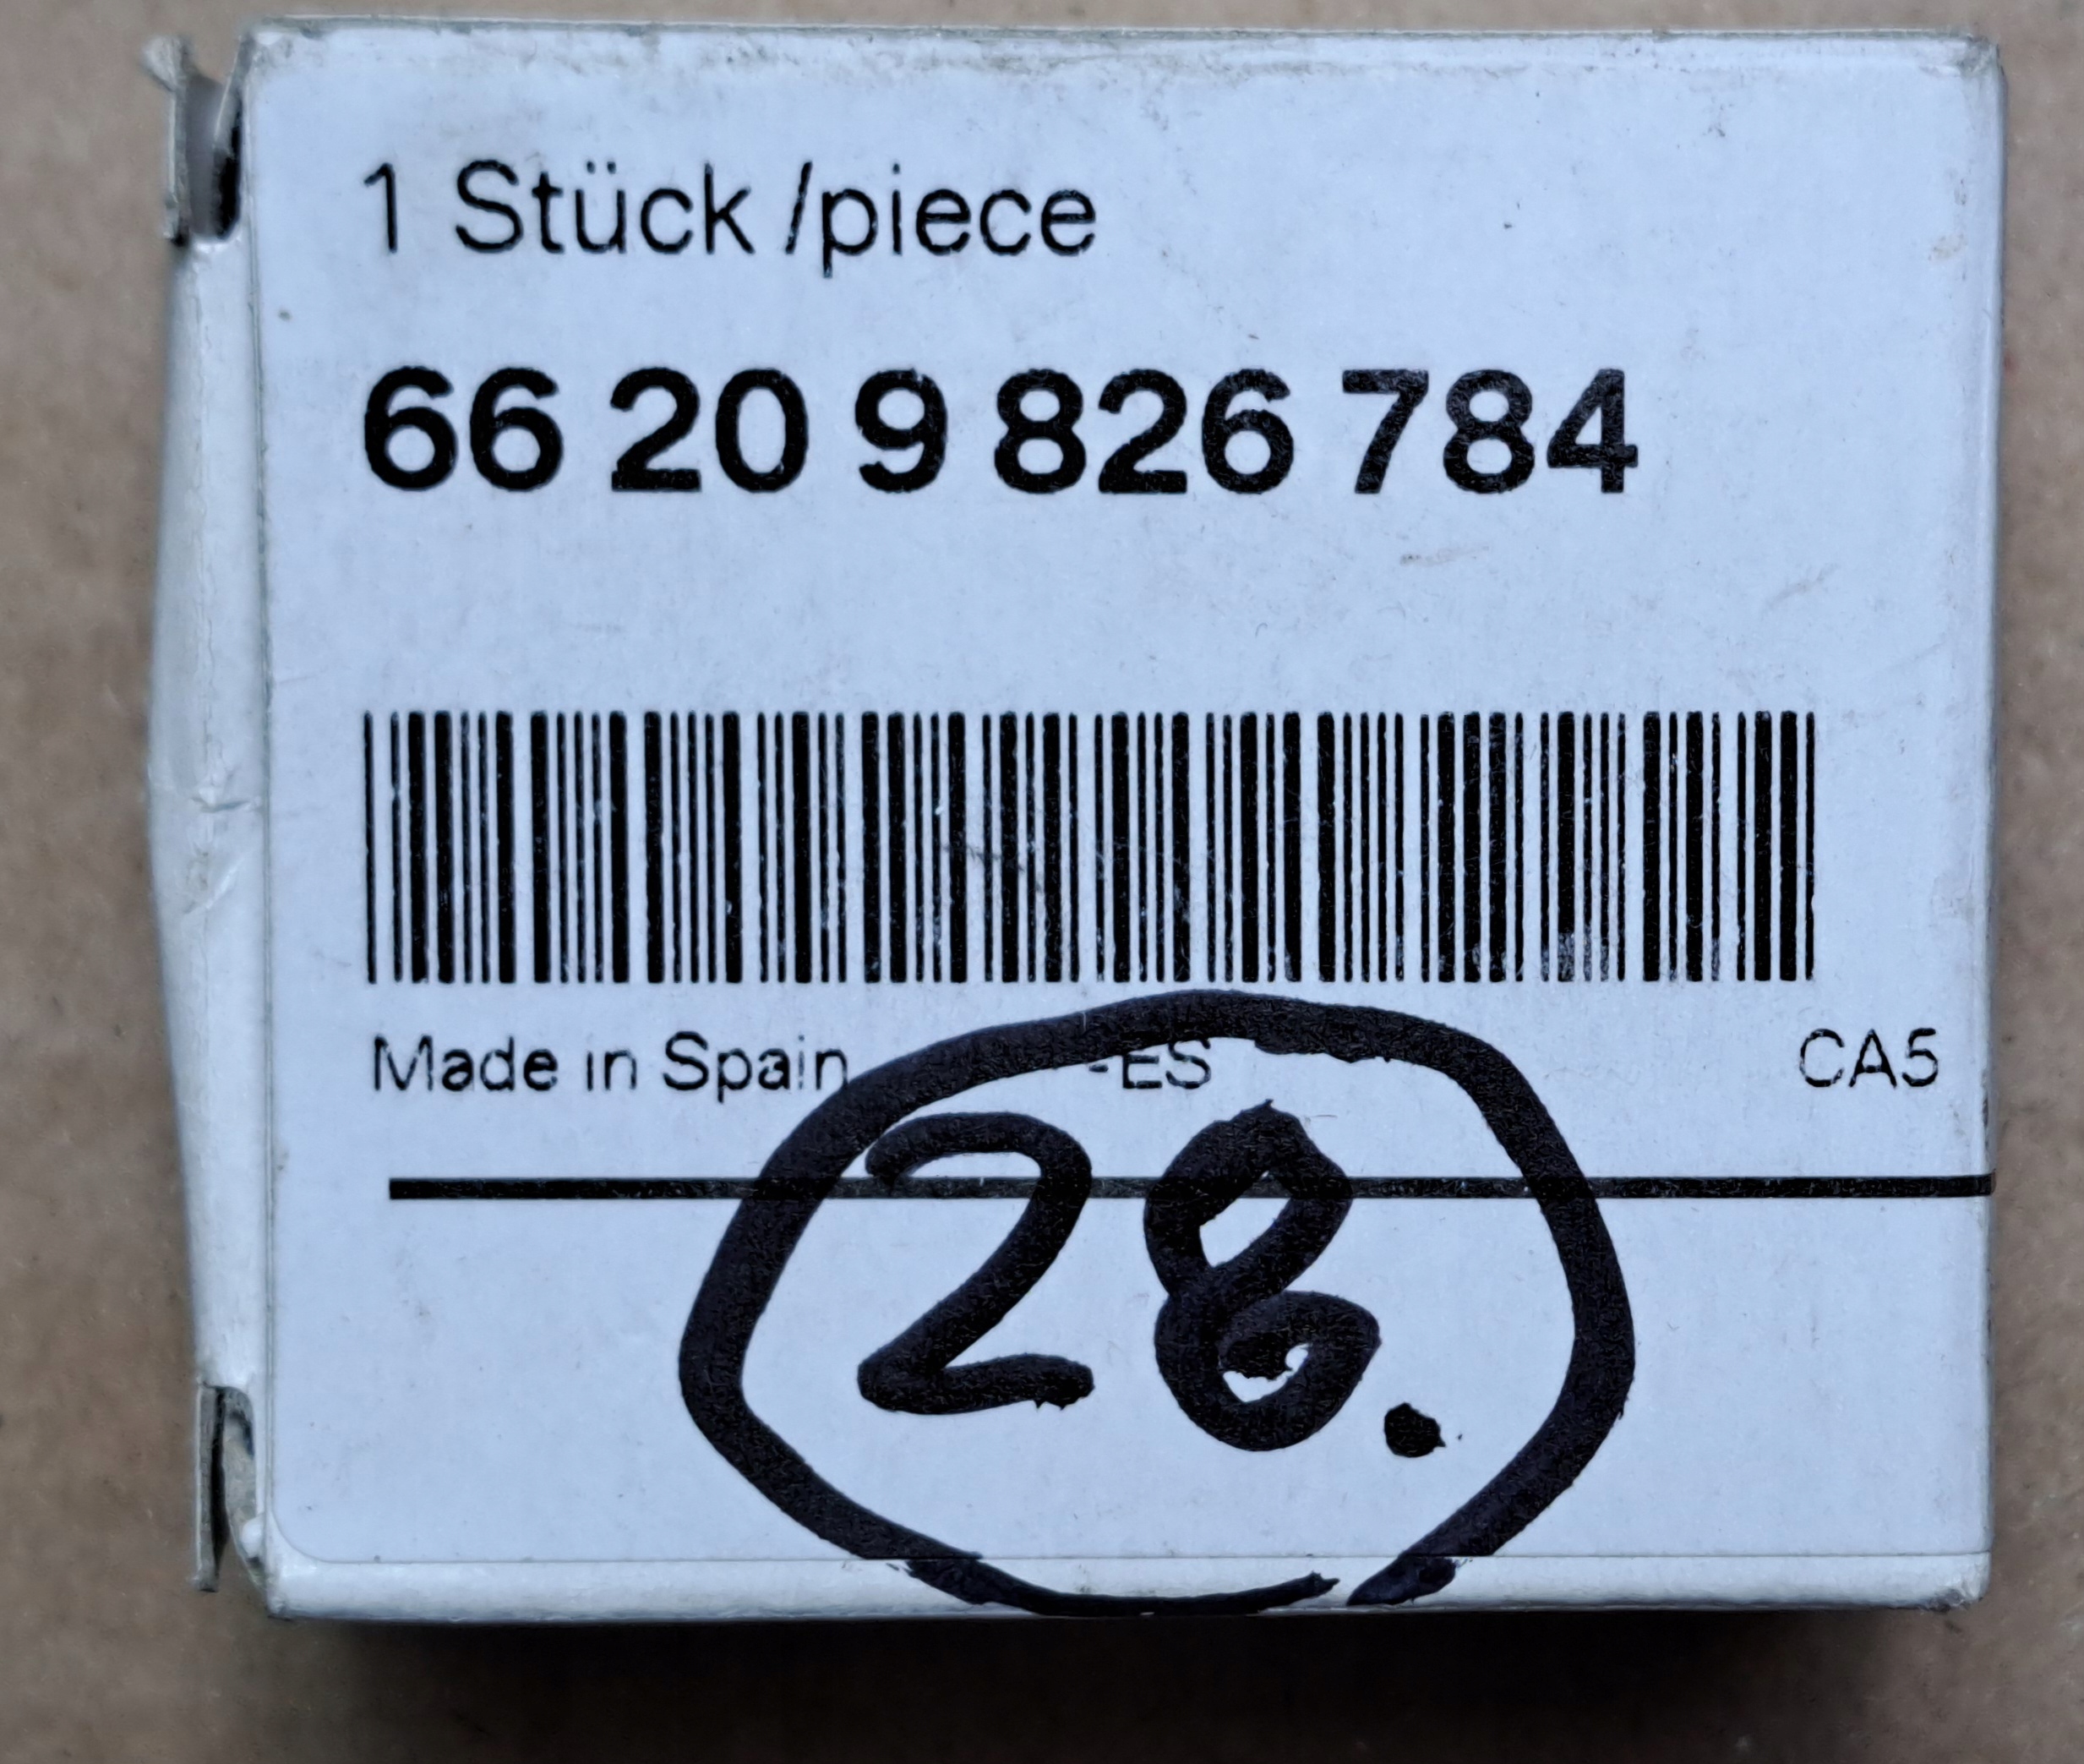 1 Stück /piece
66 20 9 826 784
Made in Spain -ES CA5
28.